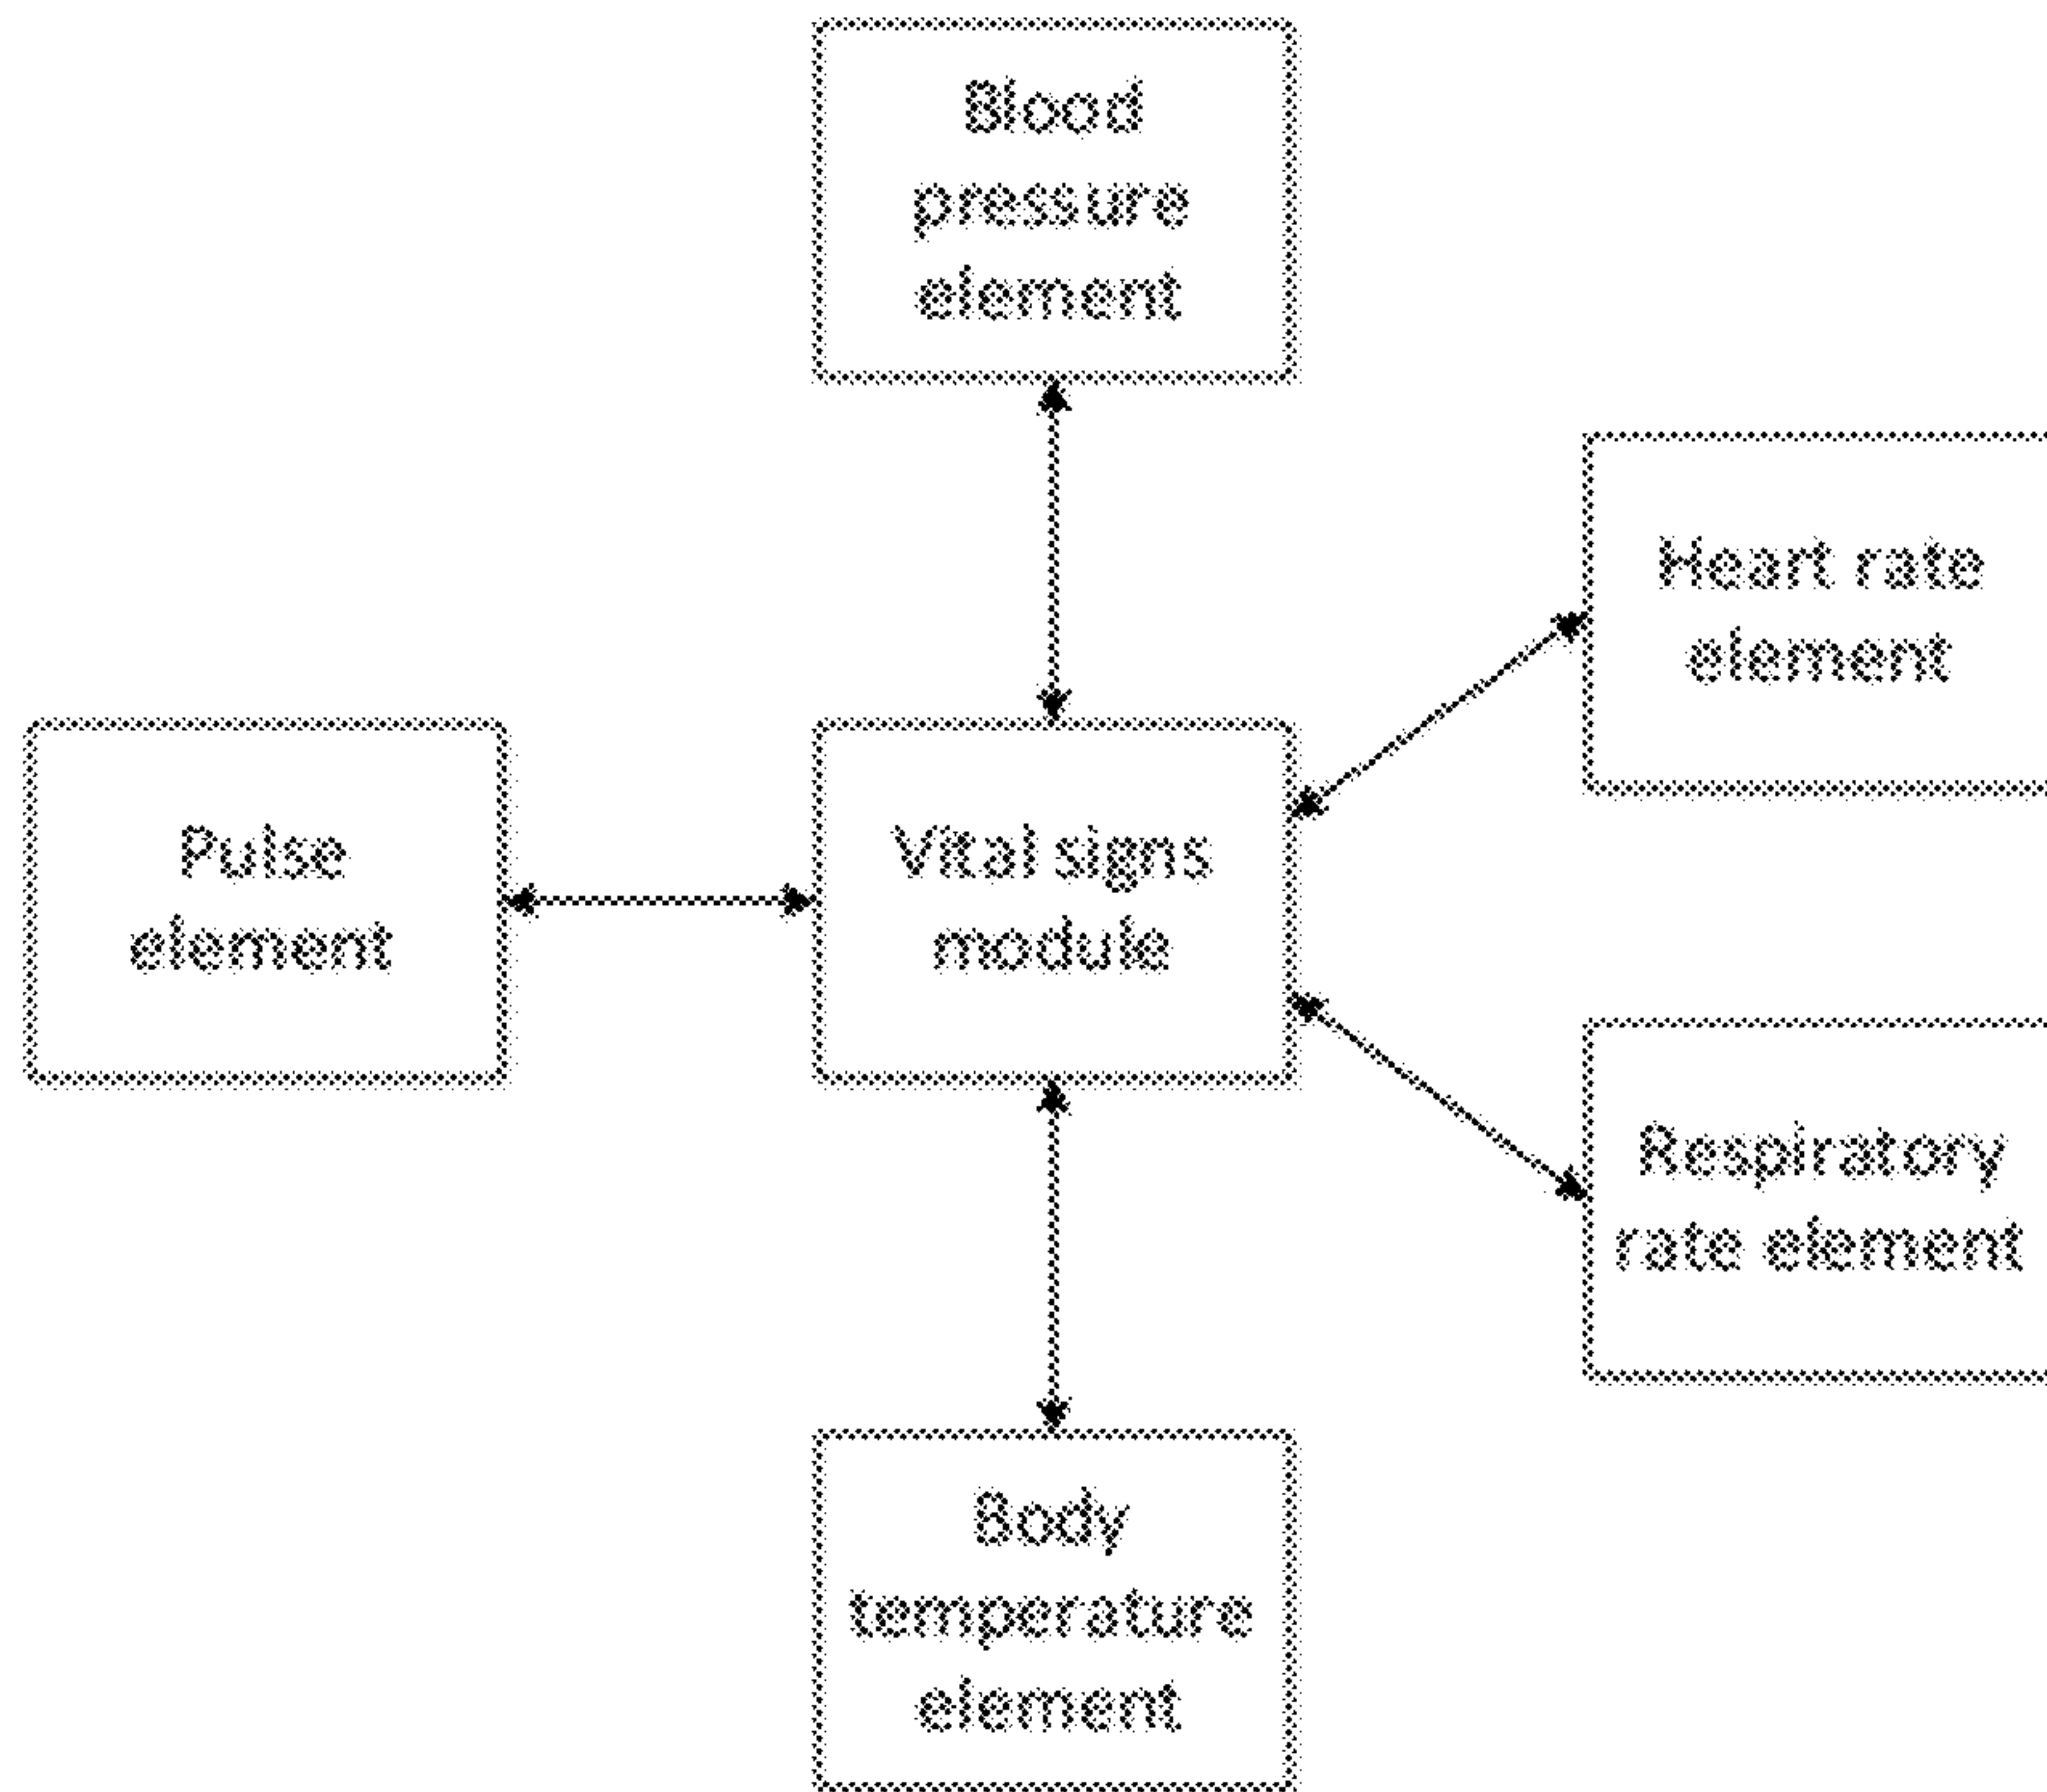 Blood
pressure
element
Heart rate
element
Pulse
element
Vital signs
module
Respiratory
rate element
Body
temperature
element